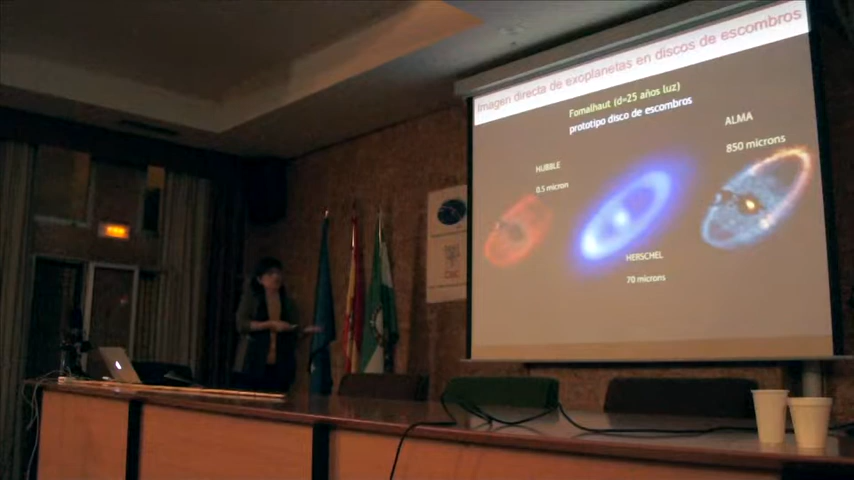 Imagen directa de exoplanetas en discos de escombros
Fomalhaut (d=25 años luz)
prototipo disco de escombros
ALMA
850 microns
HUBBLE
0.5 micron
HERSCHEL
70 microns
CSIC